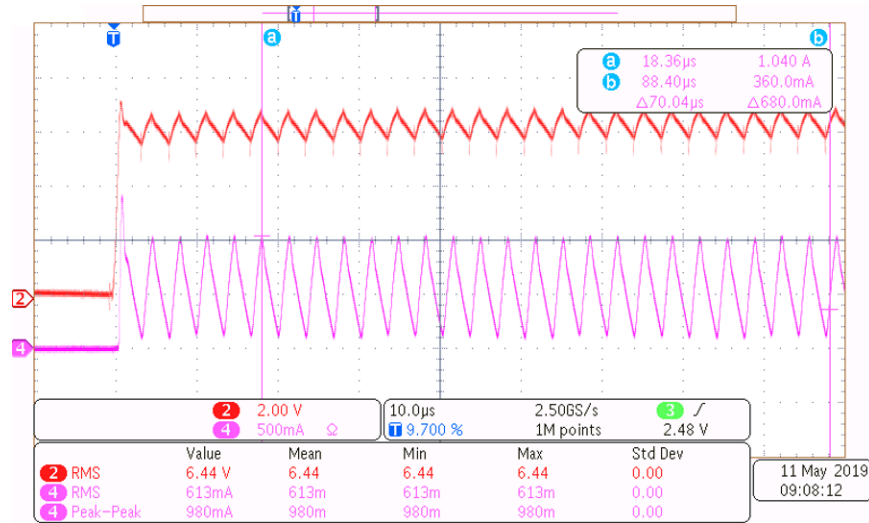 T
T
a
b
a 18.36µs 1.040 A
b 88.40µs 360.0mA
△70.04µs △680.0mA
2
4
2 2.00 V
4 500mA Ω
10.0µs 2.50GS/s 3 ƒ
T 9.700 % 1M points 2.48 V
Value Mean Min Max Std Dev
2 RMS 6.44 V 6.44 6.44 6.44 0.00
4 RMS 613mA 613m 613m 613m 0.00
4 Peak-Peak 980mA 980m 980m 980m 0.00
11 May 2019
09:08:12